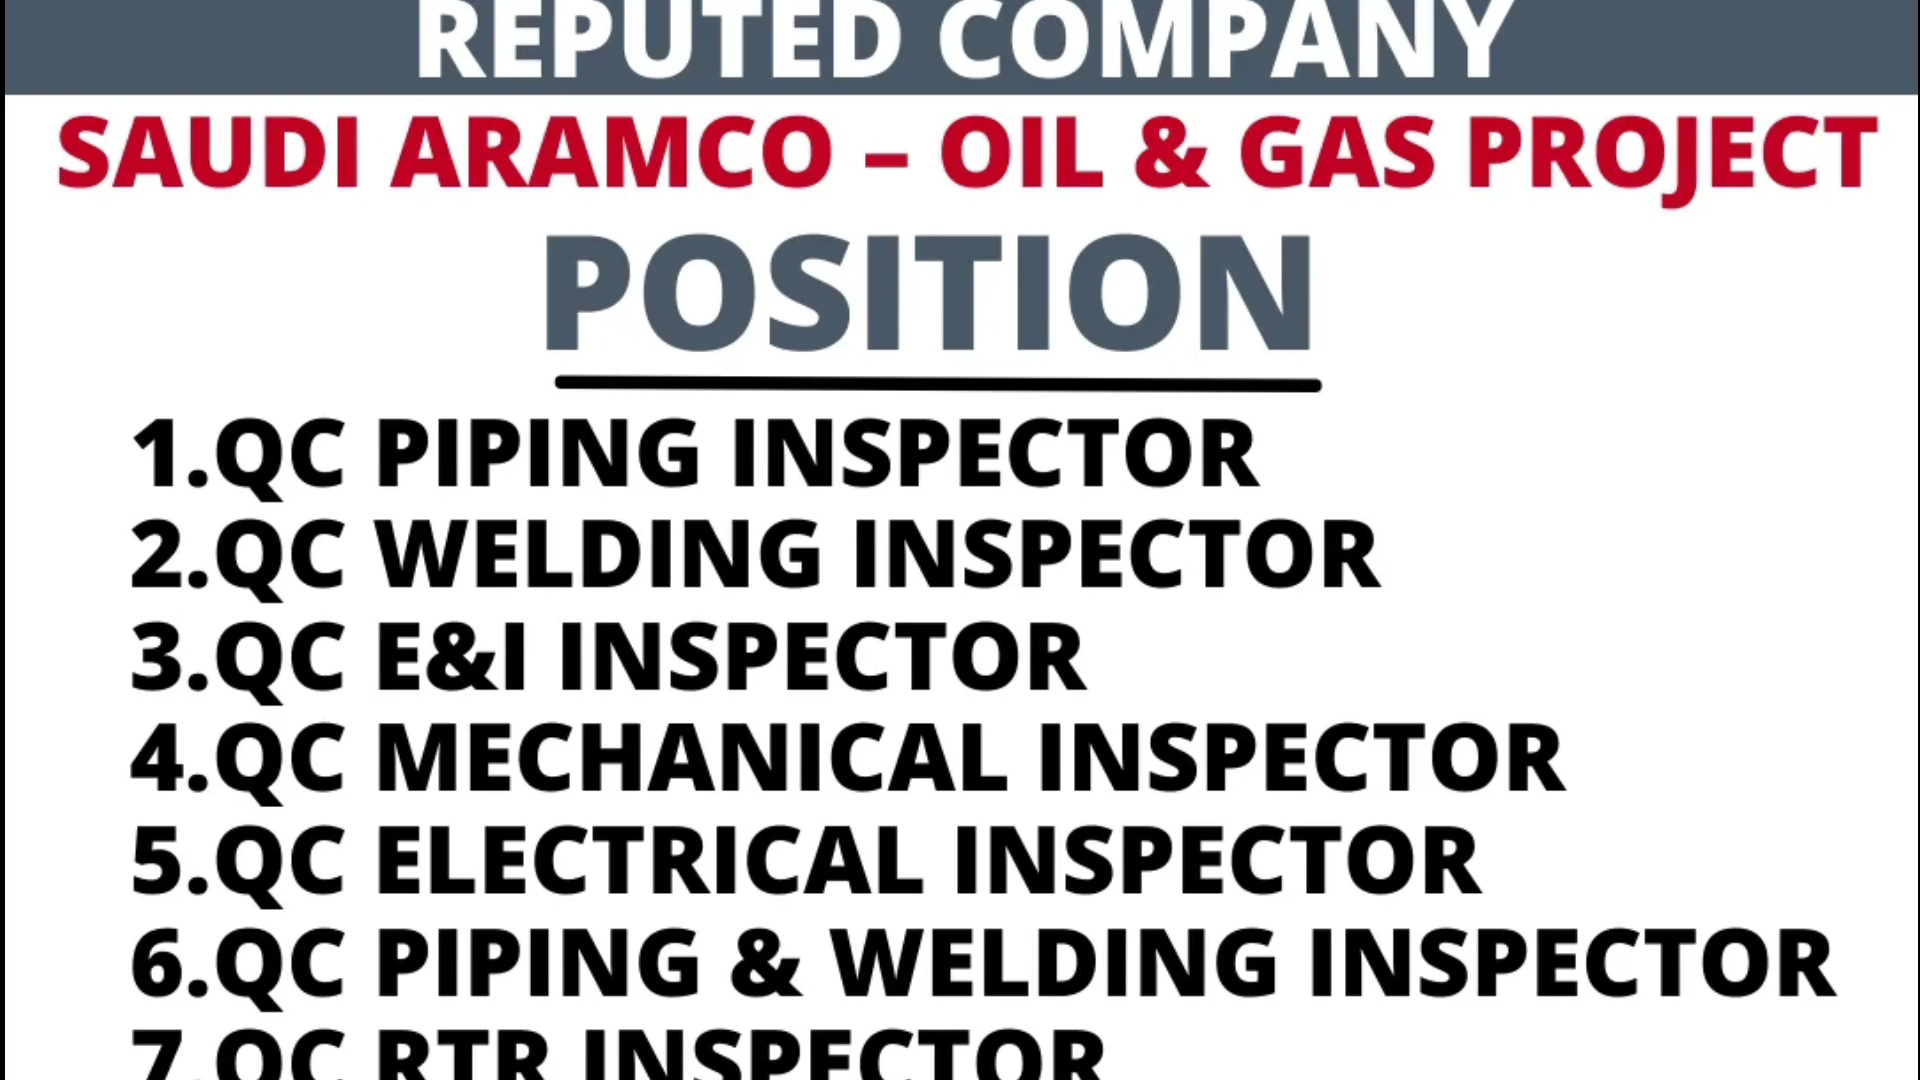 REPUTED COMPANY
SAUDI ARAMCO – OIL & GAS PROJECT
POSITION
1.QC PIPING INSPECTOR
2.QC WELDING INSPECTOR
3.QC E&I INSPECTOR
4.QC MECHANICAL INSPECTOR
5.QC ELECTRICAL INSPECTOR
6.QC PIPING & WELDING INSPECTOR
7.QC RTR INSPECTOR